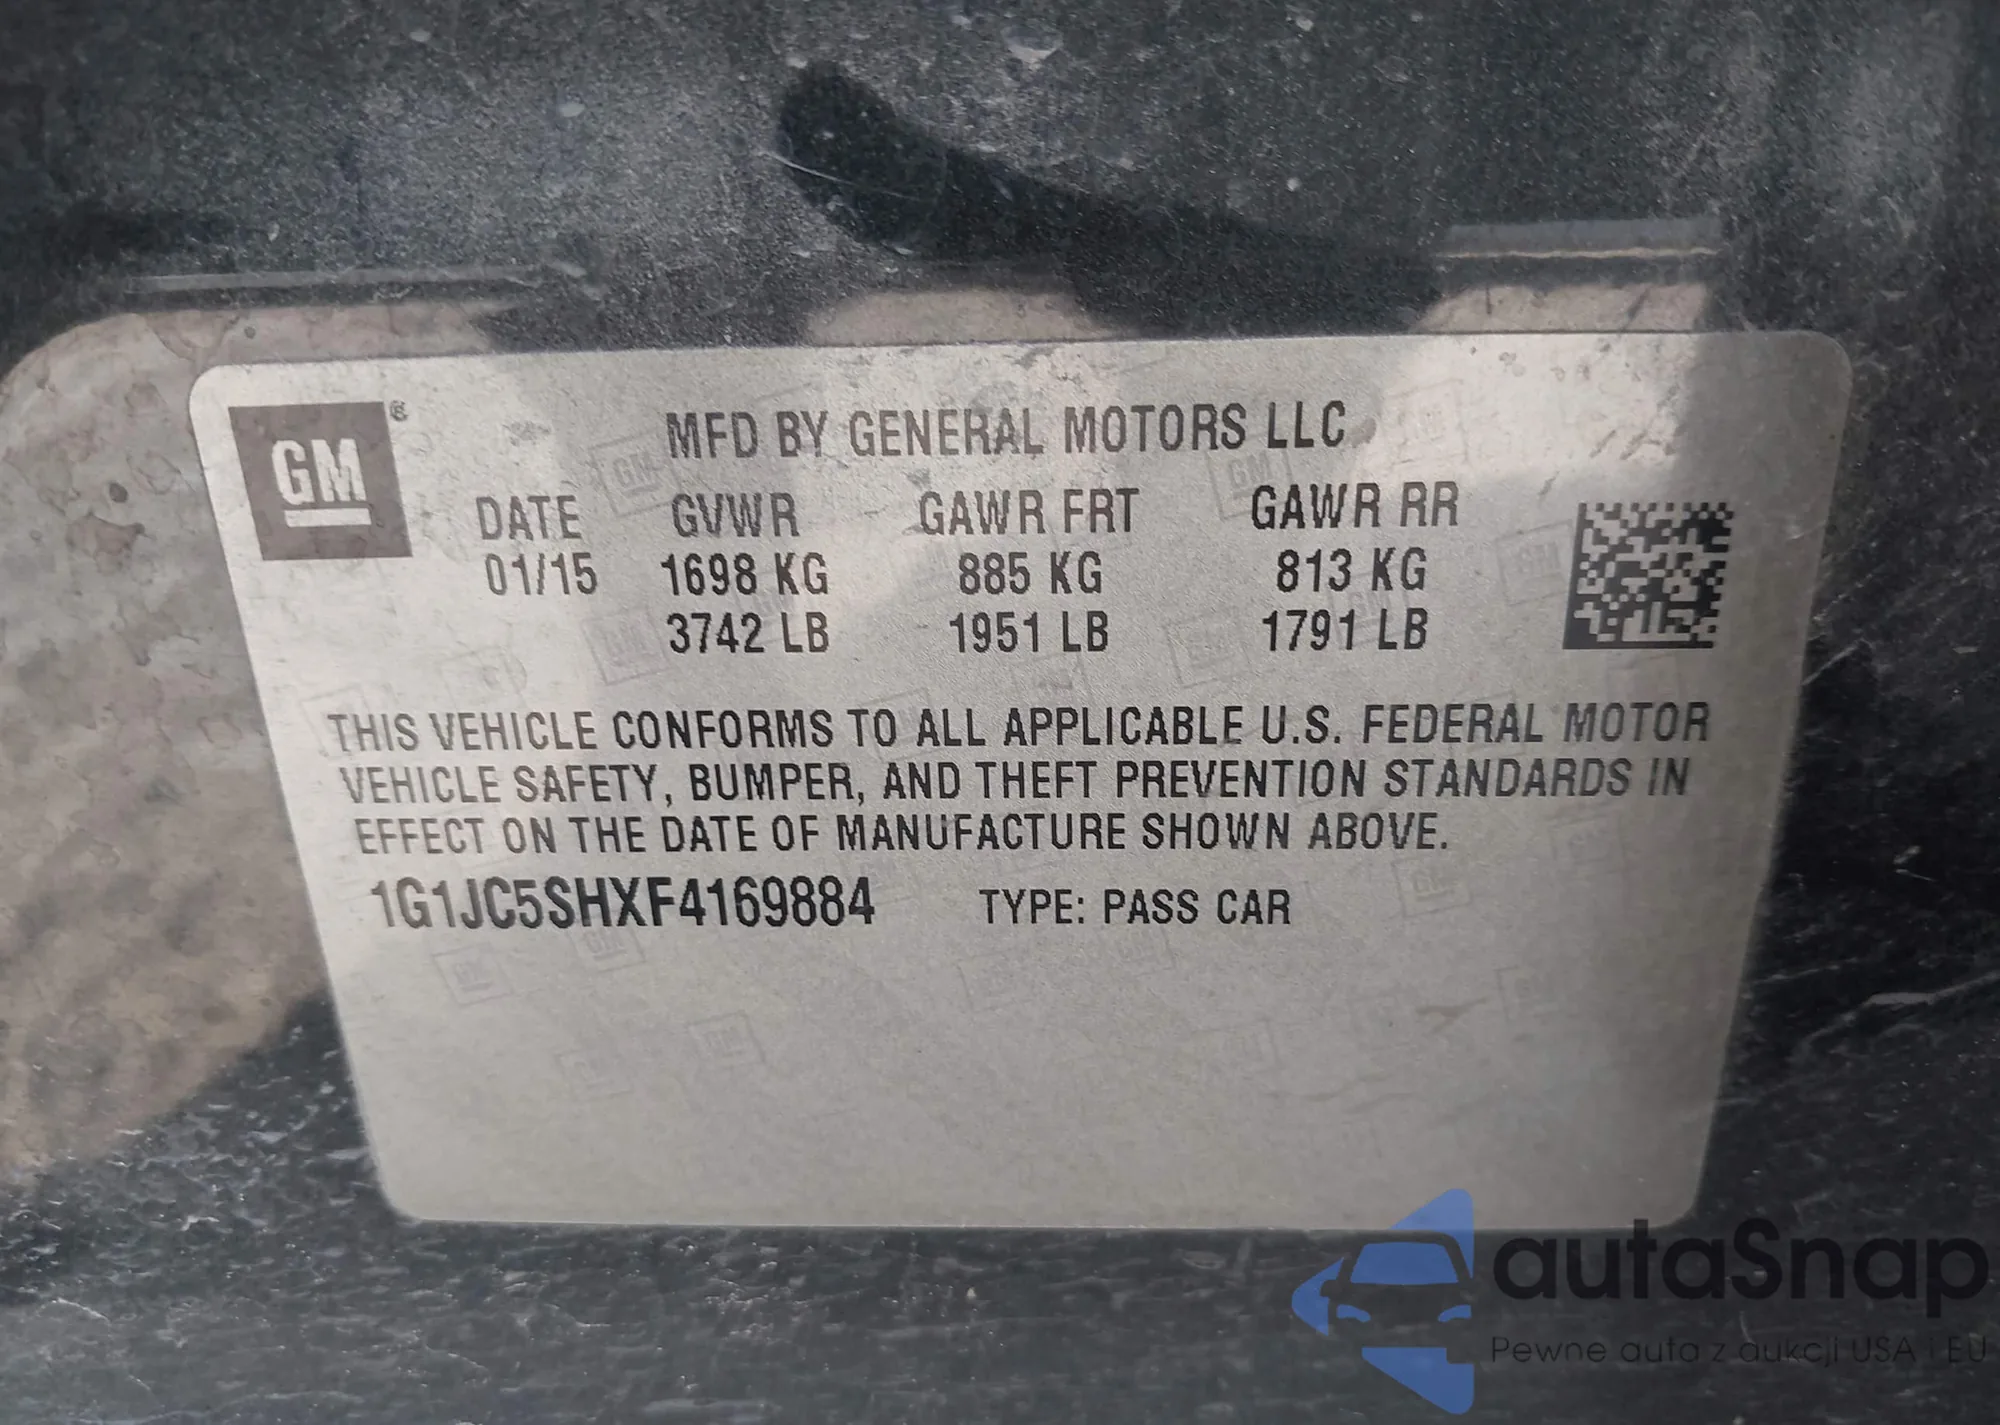 GM ®
MFD BY GENERAL MOTORS LLC
DATE GVWR GAWR FRT GAWR RR
01/15 1698 KG 885 KG 813 KG
3742 LB 1951 LB 1791 LB
THIS VEHICLE CONFORMS TO ALL APPLICABLE U.S. FEDERAL MOTOR
VEHICLE SAFETY, BUMPER, AND THEFT PREVENTION STANDARDS IN
EFFECT ON THE DATE OF MANUFACTURE SHOWN ABOVE.
1G1JC5SHXF4169884 TYPE: PASS CAR
autaSnap
Pewne auta z aukcji USA i EU